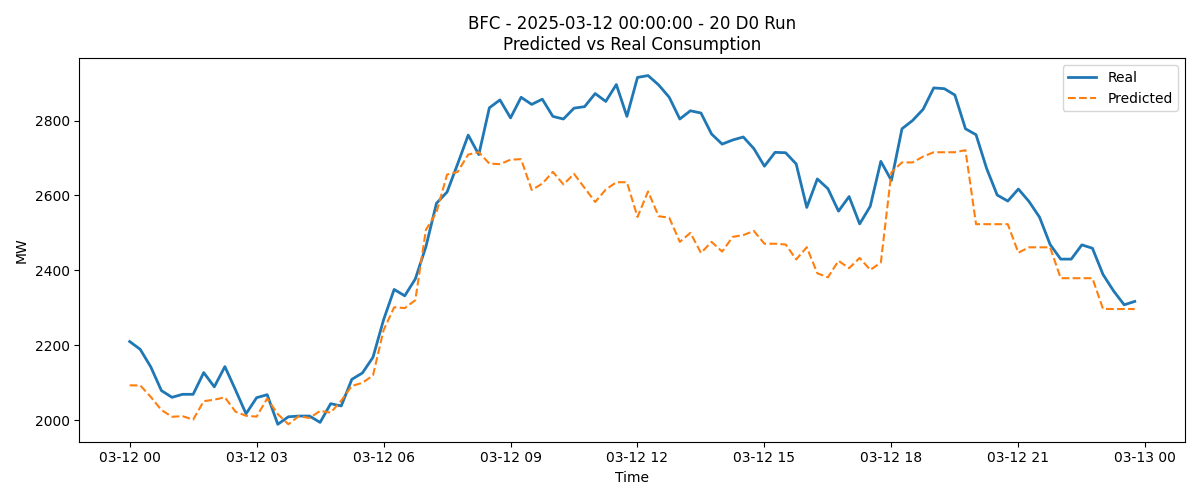 BFC - 2025-03-12 00:00:00 - 20 D0 Run
Predicted vs Real Consumption
Real
Predicted
MW
2800
2600
2400
2200
2000
03-12 00 03-12 03 03-12 06 03-12 09 03-12 12 03-12 15 03-12 18 03-12 21 03-13 00
Time